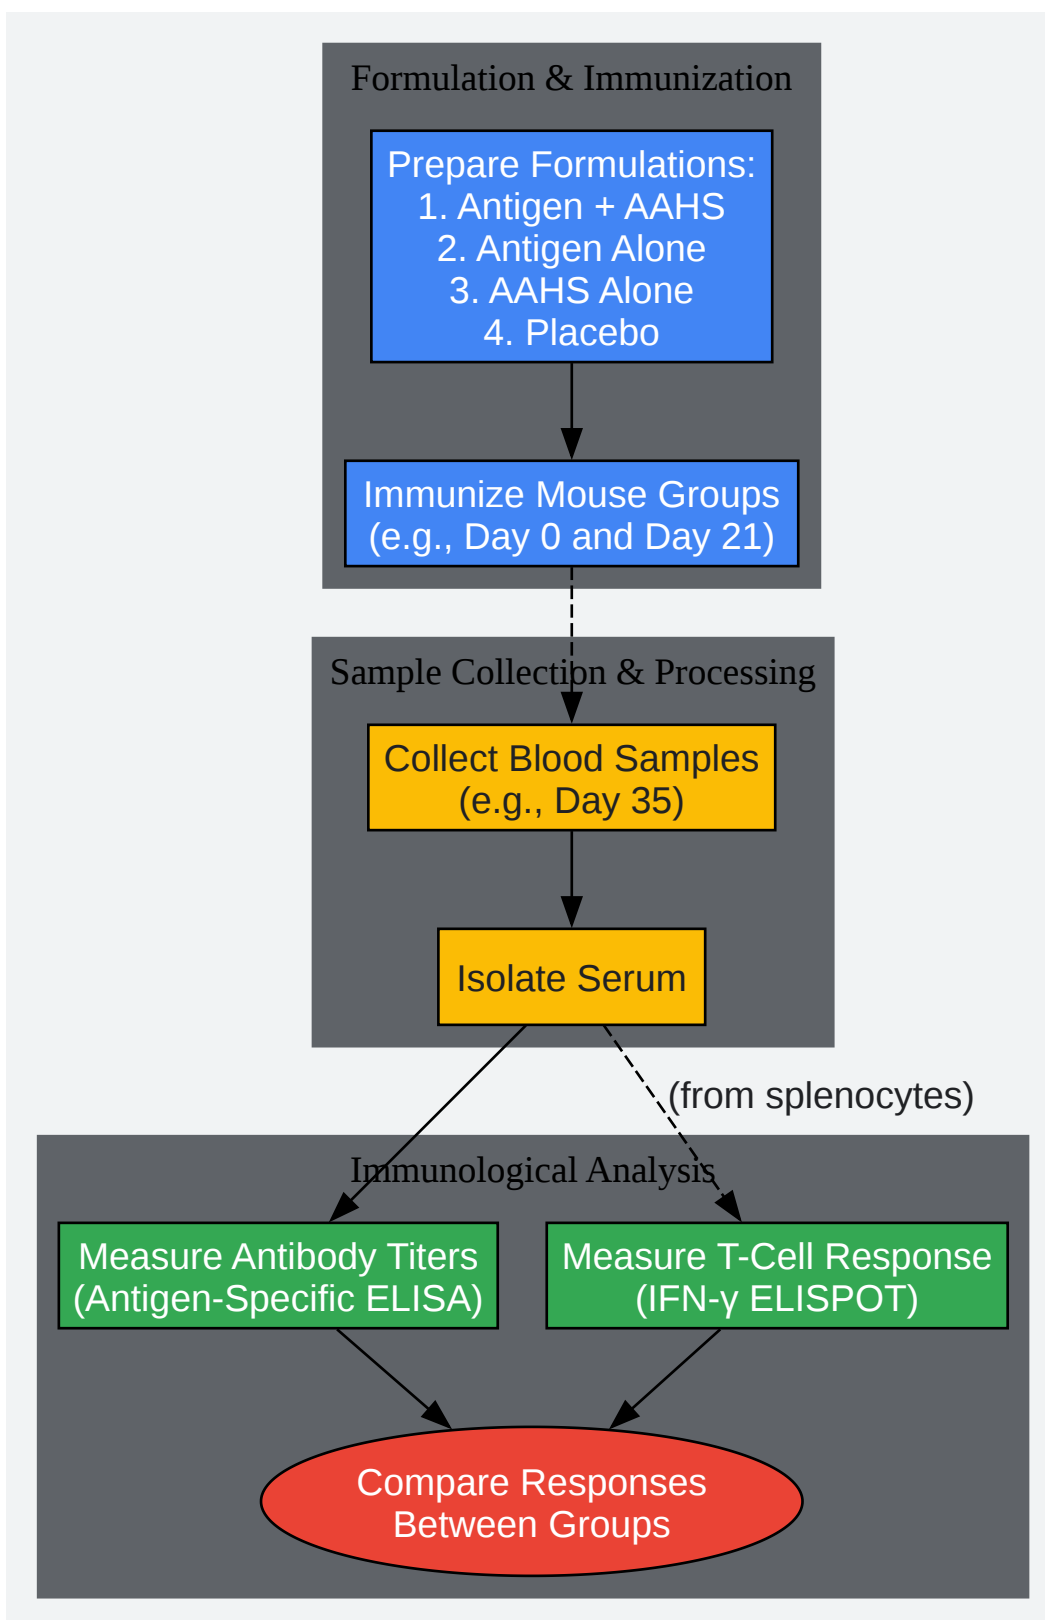 Formulation & Immunization
Prepare Formulations:
1. Antigen + AAHS
2. Antigen Alone
3. AAHS Alone
4. Placebo
Immunize Mouse Groups
(e.g., Day 0 and Day 21)
Sample Collection & Processing
Collect Blood Samples
(e.g., Day 35)
Isolate Serum
(from splenocytes)
Immunological Analysis
Measure Antibody Titers
(Antigen-Specific ELISA)
Measure T-Cell Response
(IFN-γ ELISPOT)
Compare Responses
Between Groups